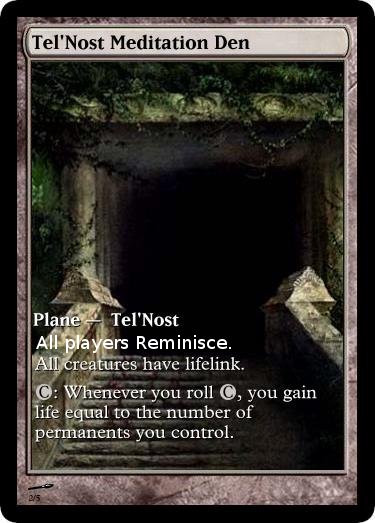 Tel'Nost Meditation Den
Plane — Tel'Nost
All players Reminisce.
All creatures have lifelink.
C: Whenever you roll C, you gain
life equal to the number of
permanents you control.
2/5